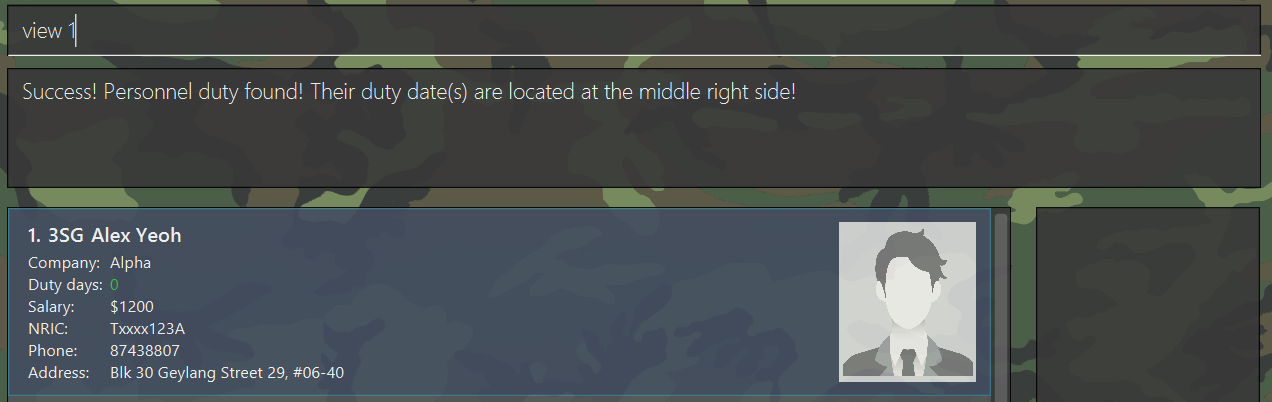 view 1
Success! Personnel duty found! Their duty date(s) are located at the middle right side!
1. 3SG Alex Yeoh
Company: Alpha
Duty days: 0
Salary: $1200
NRIC: Txxxx123A
Phone: 87438807
Address: Blk 30 Geylang Street 29, #06-40